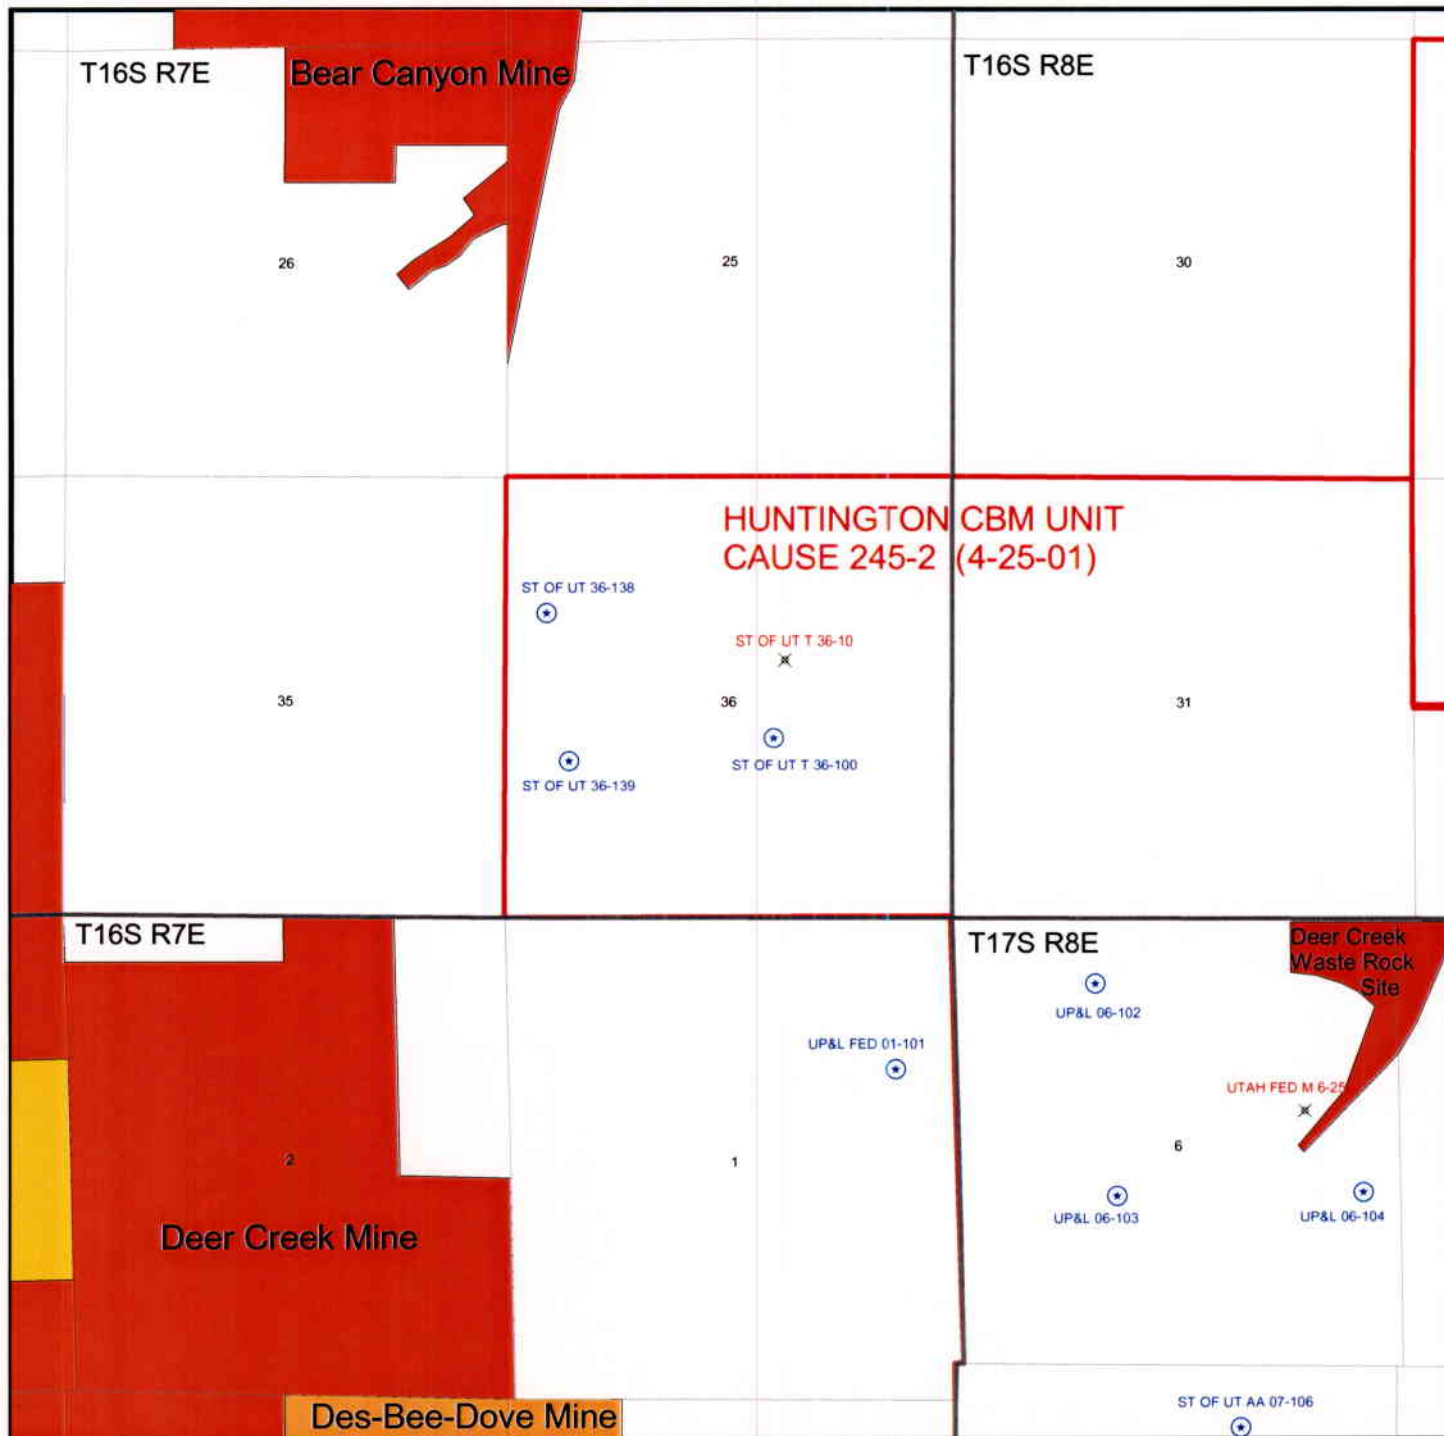 T16S R7E
Bear Canyon Mine
T16S R8E
26
25
30
HUNTINGTON CBM UNIT
CAUSE 245-2 (4-25-01)
ST OF UT 36-138
ST OF UT T 36-10
35
36
31
ST OF UT 36-139
ST OF UT T 36-100
T16S R7E
T17S R8E
Deer Creek
Waste Rock
Site
UP&L 06-102
UP&L FED 01-101
UTAH FED M 6-25
2
1
6
UP&L 06-103
UP&L 06-104
Deer Creek Mine
ST OF UT AA 07-106
Des-Bee-Dove Mine